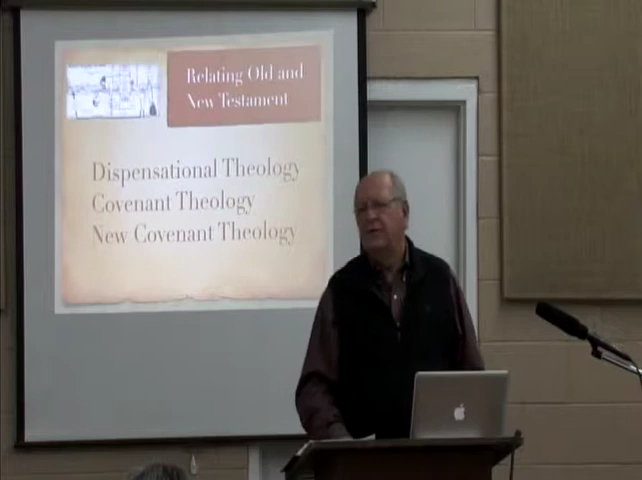 Relating Old and
New Testament
Dispensational Theology
Covenant Theology
New Covenant Theology